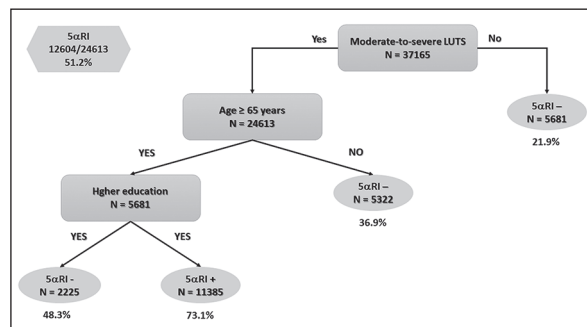 5αRI
12604/24613
51.2%
Moderate-to-severe LUTS
N = 37165
Yes
No
5αRI –
N = 5681
21.9%
Age ≥ 65 years
N = 24613
YES
NO
5αRI –
N = 5322
36.9%
Hgher education
N = 5681
YES
YES
5αRI -
N = 2225
48.3%
5αRI +
N = 11385
73.1%